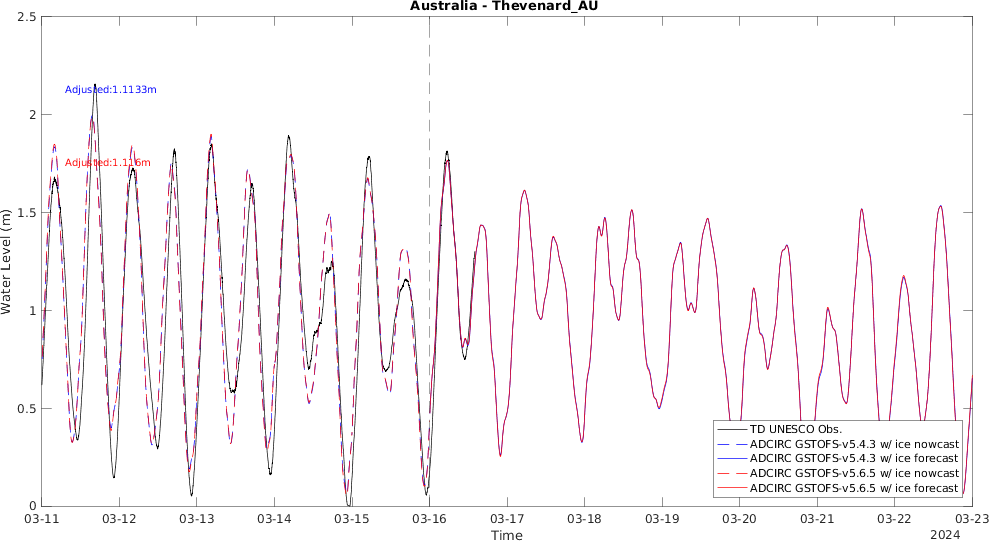 Australia - Thevenard_AU
2.5
2
1.5
1
0.5
0
Water Level (m)
Adjusted:1.1133m
Adjusted:1.116m
TD UNESCO Obs.
ADCIRC GSTOFS-v5.4.3 w/ ice nowcast
ADCIRC GSTOFS-v5.4.3 w/ ice forecast
ADCIRC GSTOFS-v5.6.5 w/ ice nowcast
ADCIRC GSTOFS-v5.6.5 w/ ice forecast
03-11 03-12 03-13 03-14 03-15 03-16 03-17 03-18 03-19 03-20 03-21 03-22 03-23
Time
2024